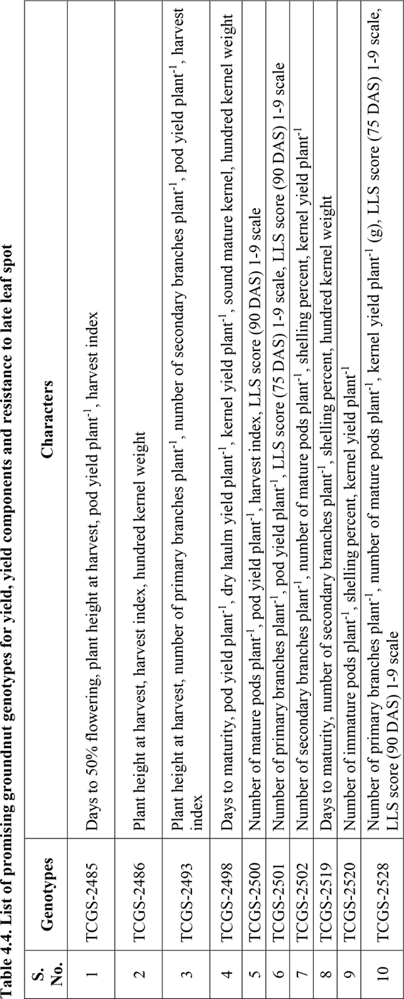 Table 4.4. List of promising groundnut genotypes for yield, yield components and resistance to late leaf spot
S. No. Genotypes Characters
1 TCGS-2485 Days to 50% flowering, plant height at harvest, pod yield plant⁻¹, harvest index
2 TCGS-2486 Plant height at harvest, harvest index, hundred kernel weight
3 TCGS-2493 Plant height at harvest, number of primary branches plant⁻¹, number of secondary branches plant⁻¹, pod yield plant⁻¹, harvest
index
4 TCGS-2498 Days to maturity, pod yield plant⁻¹, dry haulm yield plant⁻¹, kernel yield plant⁻¹, sound mature kernel, hundred kernel weight
5 TCGS-2500 Number of mature pods plant⁻¹, pod yield plant⁻¹, harvest index, LLS score (90 DAS) 1-9 scale
6 TCGS-2501 Number of primary branches plant⁻¹, pod yield plant⁻¹, LLS score (75 DAS) 1-9 scale, LLS score (90 DAS) 1-9 scale
7 TCGS-2502 Number of secondary branches plant⁻¹, number of mature pods plant⁻¹, shelling percent, kernel yield plant⁻¹
8 TCGS-2519 Days to maturity, number of secondary branches plant⁻¹, shelling percent, hundred kernel weight
9 TCGS-2520 Number of immature pods plant⁻¹, shelling percent, kernel yield plant⁻¹
10 TCGS-2528 Number of primary branches plant⁻¹, number of mature pods plant⁻¹, kernel yield plant⁻¹ (g), LLS score (75 DAS) 1-9 scale,
LLS score (90 DAS) 1-9 scale